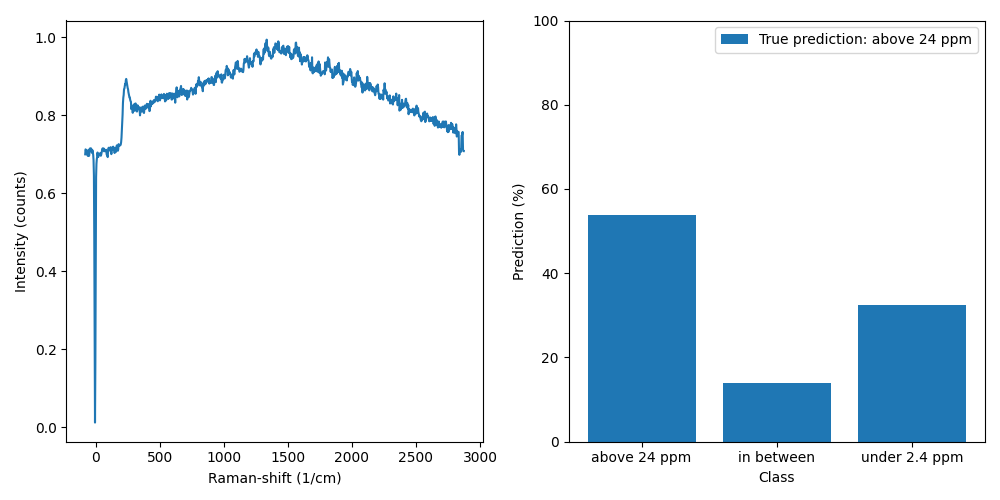 1.0
0.8
0.6
0.4
0.2
0.0
Intensity (counts)
0
500
1000
1500
2000
2500
3000
Raman-shift (1/cm)
100
80
60
40
20
0
Prediction (%)
True prediction: above 24 ppm
above 24 ppm
in between
under 2.4 ppm
Class